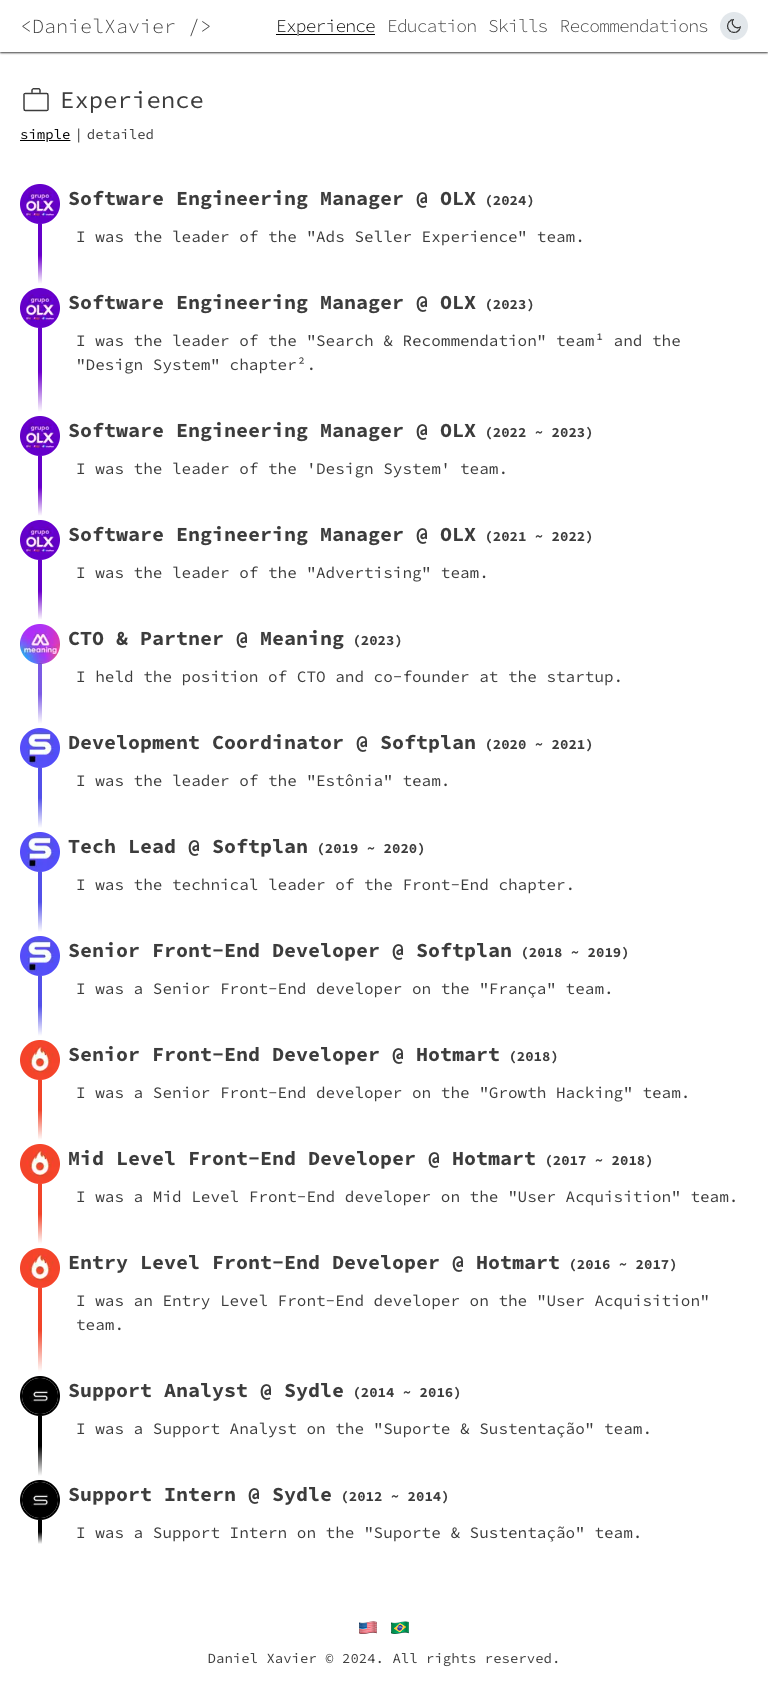 <DanielXavier />
Experience Education Skills Recommendations
Experience
simple | detailed
grupo
OLX
Software Engineering Manager @ OLX (2024)
I was the leader of the "Ads Seller Experience" team.
grupo
OLX
Software Engineering Manager @ OLX (2023)
I was the leader of the "Search & Recommendation" team¹ and the
"Design System" chapter².
grupo
OLX
Software Engineering Manager @ OLX (2022 ~ 2023)
I was the leader of the 'Design System' team.
grupo
OLX
Software Engineering Manager @ OLX (2021 ~ 2022)
I was the leader of the "Advertising" team.
meaning
CTO & Partner @ Meaning (2023)
I held the position of CTO and co-founder at the startup.
Development Coordinator @ Softplan (2020 ~ 2021)
I was the leader of the "Estônia" team.
Tech Lead @ Softplan (2019 ~ 2020)
I was the technical leader of the Front-End chapter.
Senior Front-End Developer @ Softplan (2018 ~ 2019)
I was a Senior Front-End developer on the "França" team.
Senior Front-End Developer @ Hotmart (2018)
I was a Senior Front-End developer on the "Growth Hacking" team.
Mid Level Front-End Developer @ Hotmart (2017 ~ 2018)
I was a Mid Level Front-End developer on the "User Acquisition" team.
Entry Level Front-End Developer @ Hotmart (2016 ~ 2017)
I was an Entry Level Front-End developer on the "User Acquisition"
team.
Support Analyst @ Sydle (2014 ~ 2016)
I was a Support Analyst on the "Suporte & Sustentação" team.
Support Intern @ Sydle (2012 ~ 2014)
I was a Support Intern on the "Suporte & Sustentação" team.
Daniel Xavier © 2024. All rights reserved.